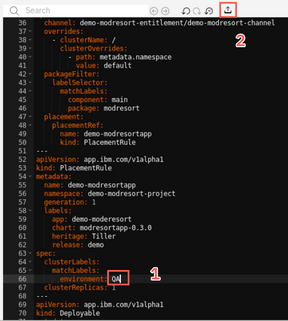 Search
2
36 channel: demo-modresort-entitlement/demo-modresort-channel
37 overrides:
38 - clusterName: /
39 clusterOverrides:
40 - path: metadata.namespace
41 value: default
42 packageFilter:
43 labelSelector:
44 matchLabels:
45 component: main
46 package: modresort
47 placement:
48 placementRef:
49 name: demo-modresortapp
50 kind: PlacementRule
51 ---
52 apiVersion: app.ibm.com/v1alpha1
53 kind: PlacementRule
54 metadata:
55 name: demo-modresortapp
56 namespace: demo-modresort-project
57 generation: 1
58 labels:
59 app: demo-moderesort
60 chart: modresortapp-0.3.0
61 heritage: Tiller
62 release: demo
63 spec:
64 clusterLabels:
65 matchLabels:
66 environment: QA
1
67 clusterReplicas: 1
68 ---
69 apiVersion: app.ibm.com/v1alpha1
70 kind: Deployable